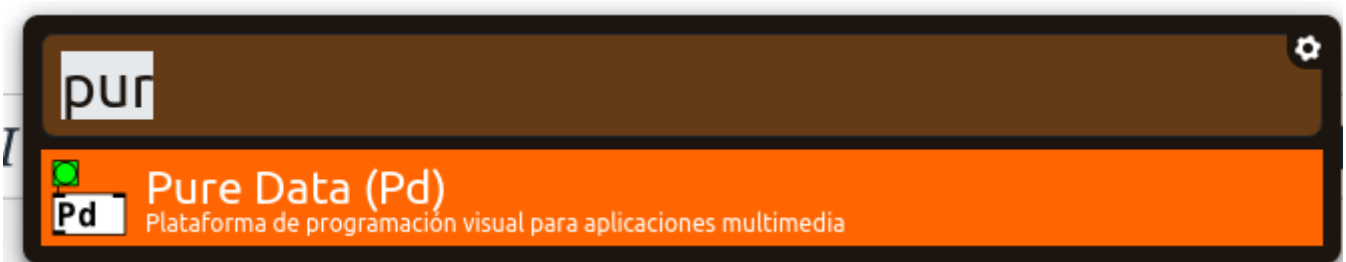 pur
I
Pure Data (Pd)
Pd
Plataforma de programación visual para aplicaciones multimedia